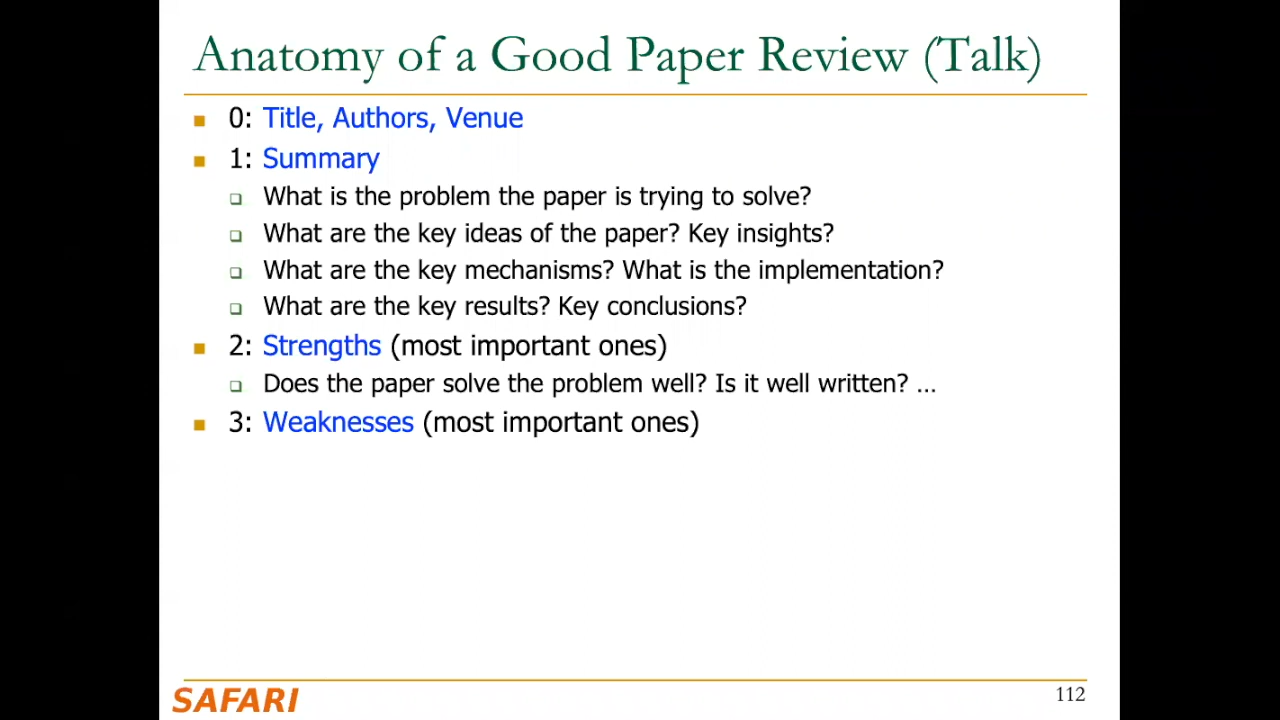 Anatomy of a Good Paper Review (Talk)
0: Title, Authors, Venue
1: Summary
What is the problem the paper is trying to solve?
What are the key ideas of the paper? Key insights?
What are the key mechanisms? What is the implementation?
What are the key results? Key conclusions?
2: Strengths (most important ones)
Does the paper solve the problem well? Is it well written? …
3: Weaknesses (most important ones)
SAFARI
112